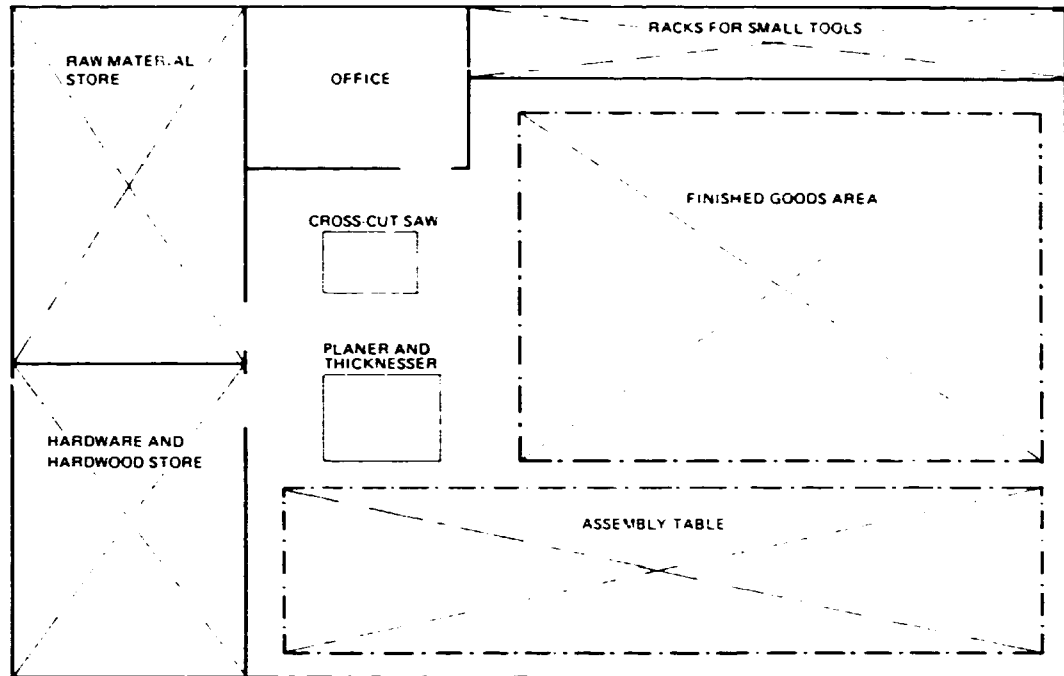 RACKS FOR SMALL TOOLS
RAW MATERIAL
STORE
OFFICE
FINISHED GOODS AREA
CROSS-CUT SAW
PLANER AND
THICKNESSER
HARDWARE AND
HARDWOOD STORE
ASSEMBLY TABLE